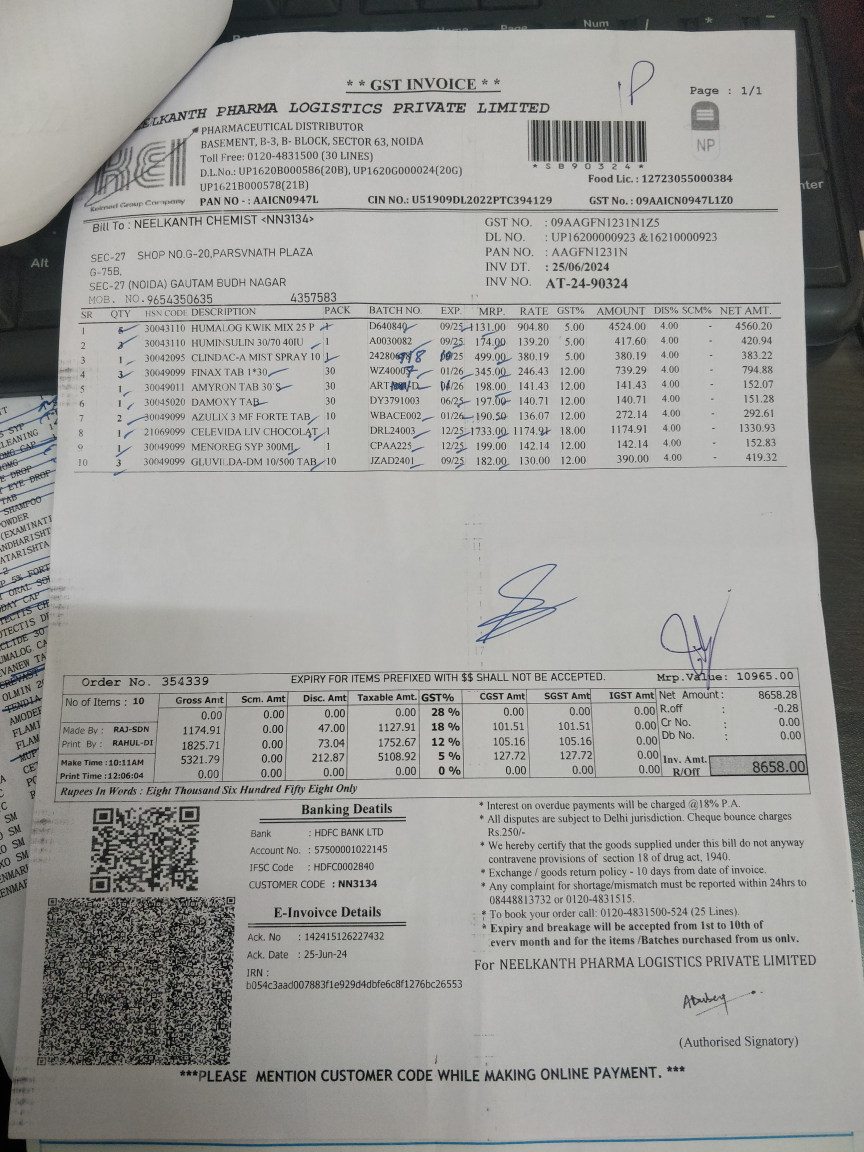 ** GST INVOICE **
Page : 1/1
NEELKANTH PHARMA LOGISTICS PRIVATE LIMITED
PHARMACEUTICAL DISTRIBUTOR
BASEMENT, B-3, B- BLOCK, SECTOR 63, NOIDA
Toll Free: 0120-4831500 (30 LINES)
D.L.No.: UP1620B000586(20B), UP1620G000024(20G)
UP1621B000578(21B)
*SB90324*
NP
Food Lic. : 12723055000384
KEI
Kelmed Group Company
PAN NO -: AAICN0947L CIN NO.: U51909DL2022PTC394129 GST No.: 09AAICN0947L1Z0
Bill To : NEELKANTH CHEMIST <NN3134>
SEC-27 SHOP NO.G-20,PARSVNATH PLAZA
G-75B,
SEC-27 (NOIDA) GAUTAM BUDH NAGAR
MOB. NO.9654350635 4357583
GST NO. : 09AAGFN1231N1Z5
DL NO. : UP16200000923 &16210000923
PAN NO. : AAGFN1231N
INV DT. : 25/06/2024
INV NO. AT-24-90324
SR QTY HSN CODE DESCRIPTION PACK BATCH NO. EXP. MRP. RATE GST% AMOUNT DIS% SCM% NET AMT.
1 5 30043110 HUMALOG KWIK MIX 25 P 1 D640840 09/25 1131.00 904.80 5.00 4524.00 4.00 - 4560.20
2 3 30043110 HUMINSULIN 30/70 40IU 1 A0030082 09/25 174.00 139.20 5.00 417.60 4.00 - 420.94
3 1 30042095 CLINDAC-A MIST SPRAY 10 1 /25 499.00 380.19 5.00 380.19 4.00 - 383.22
4 3 30049099 FINAX TAB 1*30 30 01/26 345.00 246.43 12.00 739.29 4.00 - 794.88
5 1 30049011 AMYRON TAB 30'S 30 /26 198.00 141.43 12.00 141.43 4.00 - 152.07
6 1 30045020 DAMOXY TAB 30 DY3791003 06/25 197.00 140.71 12.00 140.71 4.00 - 151.28
7 2 30049099 AZULIX 3 MF FORTE TAB 10 WBACE002 01/26 190.50 136.07 12.00 272.14 4.00 - 292.61
8 1 21069099 CELEVIDA LIV CHOCOLAT 1 DRL24003 12/25 1733.00 1174.91 18.00 1174.91 4.00 - 1330.93
9 1 30049099 MENOREG SYP 300ML 1 CPAA225 12/25 199.00 142.14 12.00 142.14 4.00 - 152.83
10 3 30049099 GLUVILDA-DM 10/500 TAB 10 JZAD2401 09/25 182.00 130.00 12.00 390.00 4.00 - 419.32
Order No. 354339 EXPIRY FOR ITEMS PREFIXED WITH $$ SHALL NOT BE ACCEPTED. Mrp.Value: 10965.00
No of Items : 10
Made By : RAJ-SDN
Print By : RAHUL-DI
Make Time :10:11AM
Print Time :12:06:04
Gross Amt Scm. Amt Disc. Amt Taxable Amt. GST% CGST Amt SGST Amt IGST Amt
0.00 0.00 0.00 0.00 28 % 0.00 0.00 0.00
1174.91 0.00 47.00 1127.91 18 % 101.51 101.51 0.00
1825.71 0.00 73.04 1752.67 12 % 105.16 105.16 0.00
5321.79 0.00 212.87 5108.92 5 % 127.72 127.72 0.00
0.00 0.00 0.00 0.00 0 % 0.00 0.00 0.00
Net Amount : 8658.28
R.off : -0.28
Cr No. : 0.00
Db No. : 0.00
Inv. Amt. R/Off 8658.00
Rupees In Words : Eight Thousand Six Hundred Fifty Eight Only
Banking Deatils
Bank : HDFC BANK LTD
Account No. : 57500001022145
IFSC Code : HDFC0002840
CUSTOMER CODE : NN3134
E-Invoivce Details
Ack. No : 142415126227432
Ack. Date : 25-Jun-24
IRN :
b054c3aad007883f1e929d4dbfe6c8f1276bc26553
* Interest on overdue payments will be charged @18% P.A.
* All disputes are subject to Delhi jurisdiction. Cheque bounce charges
Rs.250/-
* We hereby certify that the goods supplied under this bill do not anyway
contravene provisions of section 18 of drug act, 1940.
* Exchange / goods return policy - 10 days from date of invoice.
* Any complaint for shortage/mismatch must be reported within 24hrs to
08448813732 or 0120-4831515.
* To book your order call: 0120-4831500-524 (25 Lines).
* Expiry and breakage will be accepted from 1st to 10th of
every month and for the items /Batches purchased from us only.
For NEELKANTH PHARMA LOGISTICS PRIVATE LIMITED
(Authorised Signatory)
***PLEASE MENTION CUSTOMER CODE WHILE MAKING ONLINE PAYMENT. ***